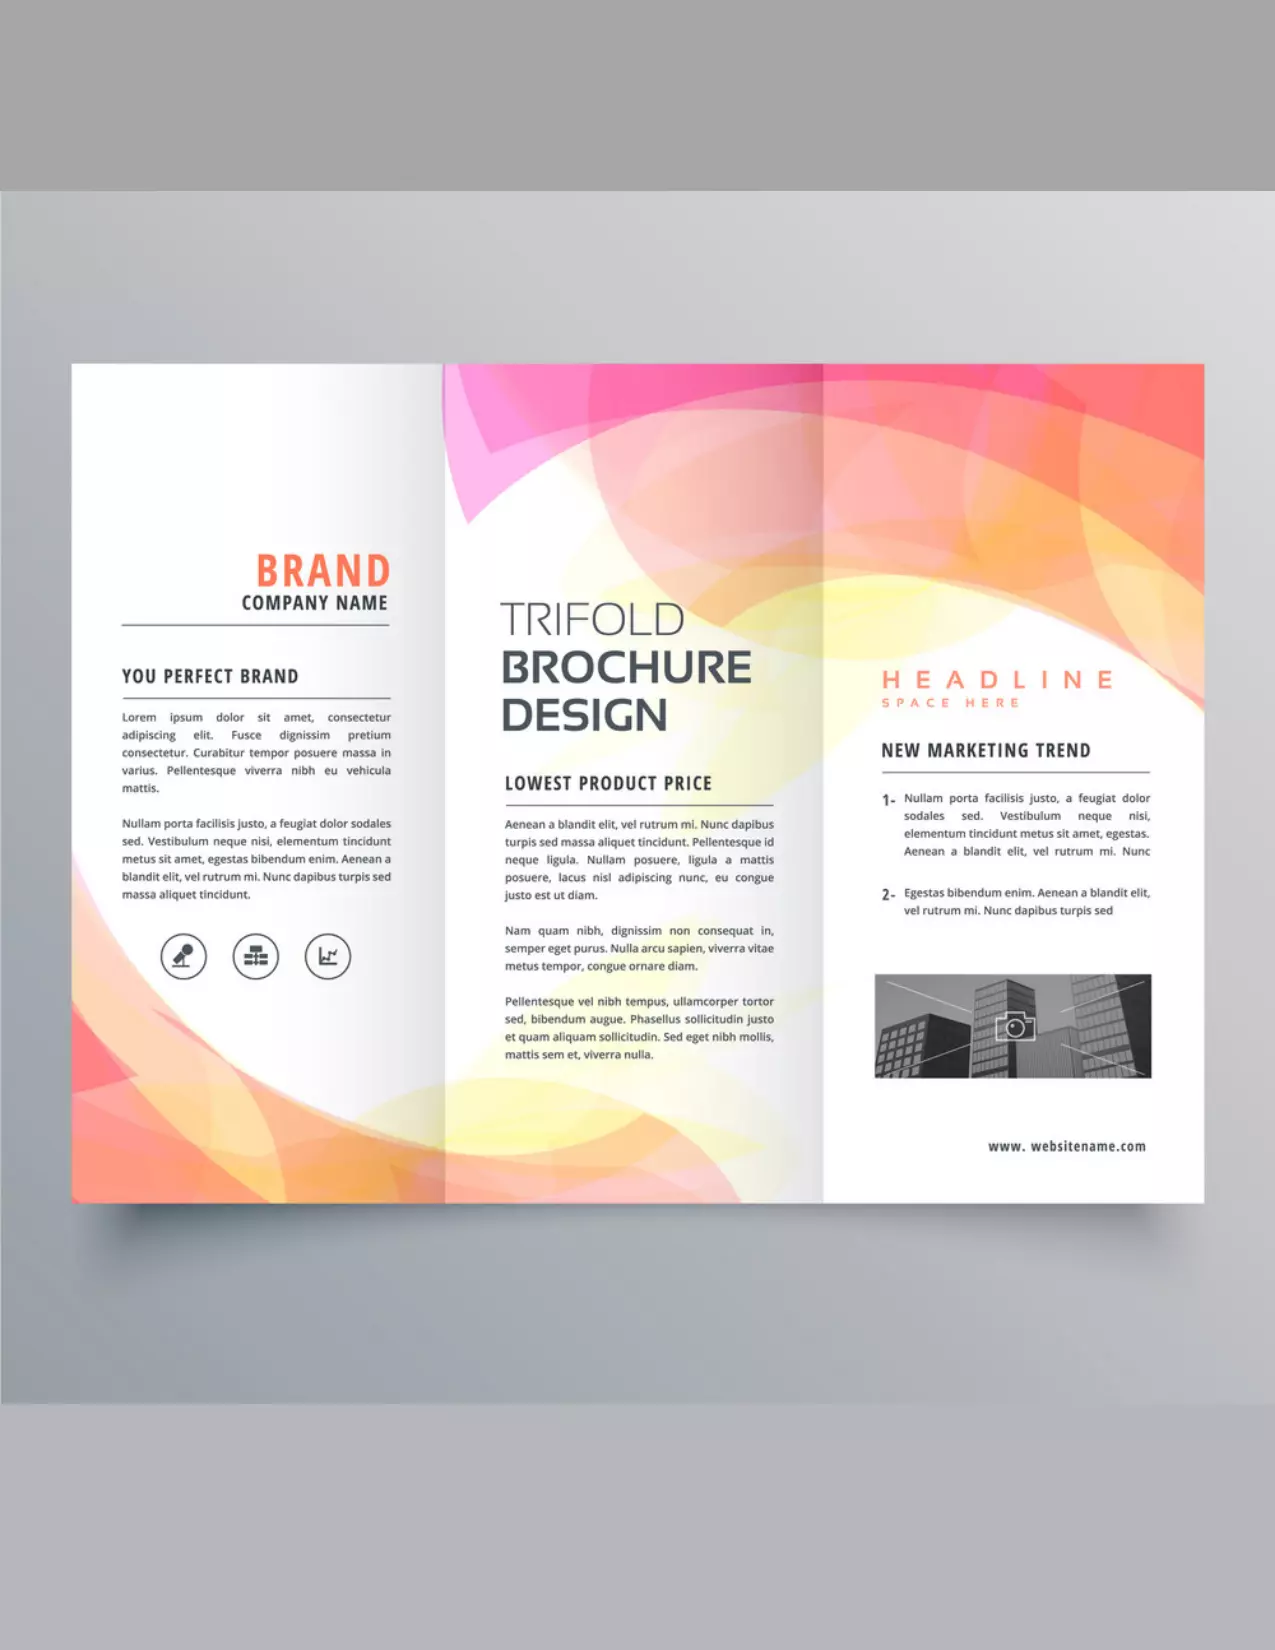 BRAND
COMPANY NAME
YOU PERFECT BRAND
Lorem ipsum dolor sit amet, consectetur
adipiscing elit. Fusce dignissim pretium
consectetur. Curabitur tempor posuere massa in
varius. Pellentesque viverra nibh eu vehicula
mattis.
Nullam porta facilisis justo, a feugiat dolor sodales
sed. Vestibulum neque nisi, elementum tincidunt
metus sit amet, egestas bibendum enim. Aenean a
blandit elit, vel rutrum mi. Nunc dapibus turpis sed
massa aliquet tincidunt.
TRIFOLD
BROCHURE
DESIGN
LOWEST PRODUCT PRICE
Aenean a blandit elit, vel rutrum mi. Nunc dapibus
turpis sed massa aliquet tincidunt. Pellentesque id
neque ligula. Nullam posuere, ligula a mattis
posuere, lacus nisl adipiscing nunc, eu congue
justo est ut diam.
Nam quam nibh, dignissim non consequat in,
semper eget purus. Nulla arcu sapien, viverra vitae
metus tempor, congue ornare diam.
Pellentesque vel nibh tempus, ullamcorper tortor
sed, bibendum augue. Phasellus sollicitudin justo
et quam aliquam sollicitudin. Sed eget nibh mollis,
mattis sem et, viverra nulla.
HEADLINE
SPACE HERE
NEW MARKETING TREND
1- Nullam porta facilisis justo, a feugiat dolor
sodales sed. Vestibulum neque nisi,
elementum tincidunt metus sit amet, egestas.
Aenean a blandit elit, vel rutrum mi. Nunc
2- Egestas bibendum enim. Aenean a blandit elit,
vel rutrum mi. Nunc dapibus turpis sed
www. websitename.com